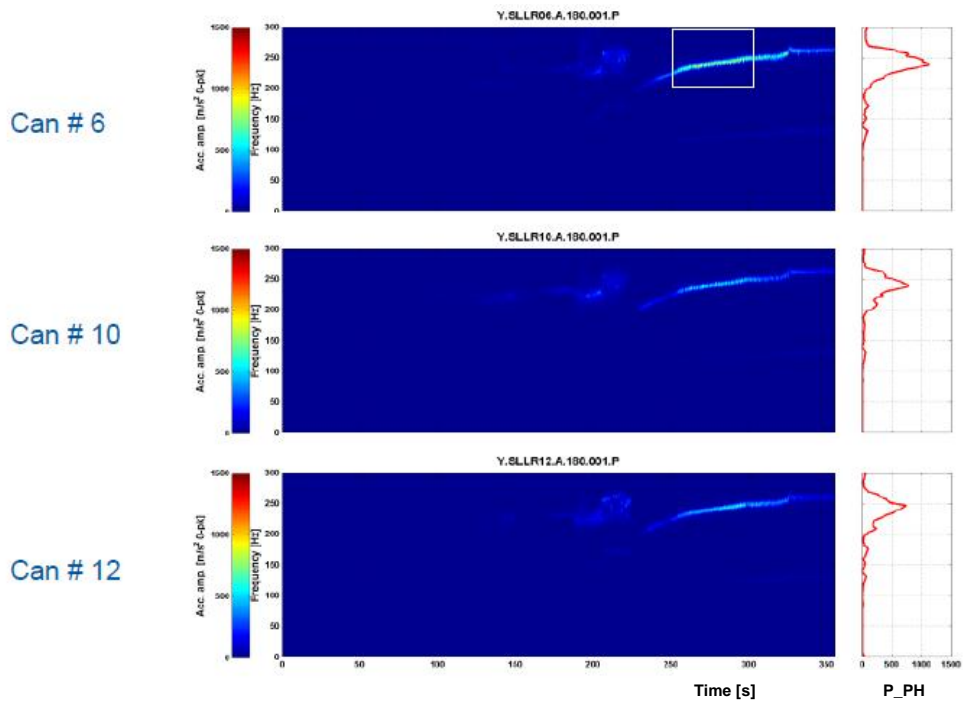 Y.SLLR06.A.180.001.P
Can # 6
Acc. amp. [m/s² 0-pk]
1500
1000
500
0
Frequency [Hz]
300
250
200
150
100
50
0
Y.SLLR10.A.180.001.P
Can # 10
Acc. amp. [m/s² 0-pk]
1500
1000
500
0
Frequency [Hz]
300
250
200
150
100
50
0
Y.SLLR12.A.180.001.P
Can # 12
Acc. amp. [m/s² 0-pk]
1500
1000
500
0
Frequency [Hz]
300
250
200
150
100
50
0
0 50 100 150 200 250 300 350
0 500 1000 1500
Time [s]
P_PH